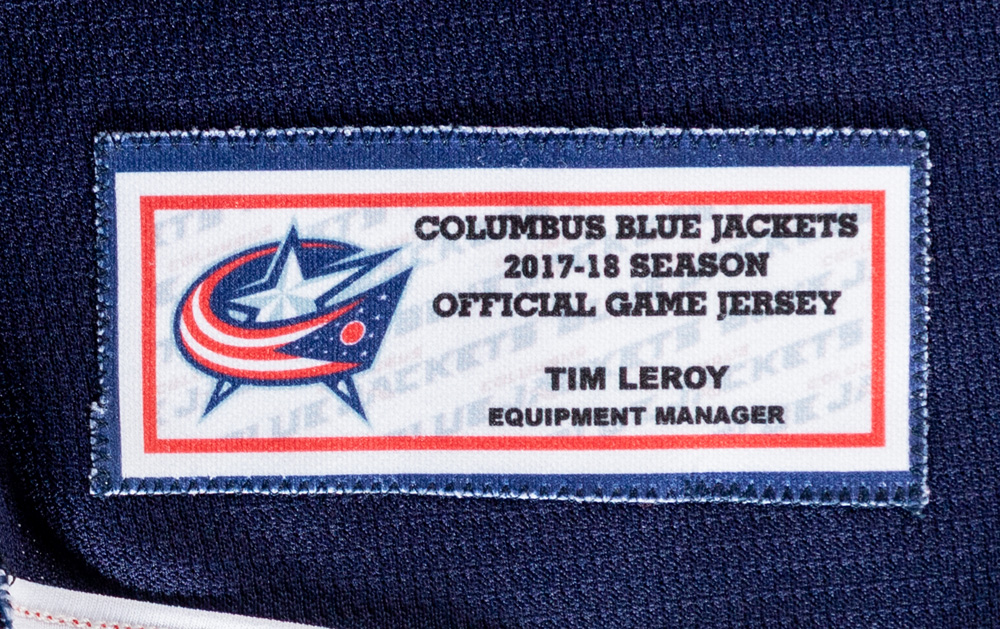 COLUMBUS BLUE JACKETS
2017-18 SEASON
OFFICIAL GAME JERSEY
TIM LEROY
EQUIPMENT MANAGER